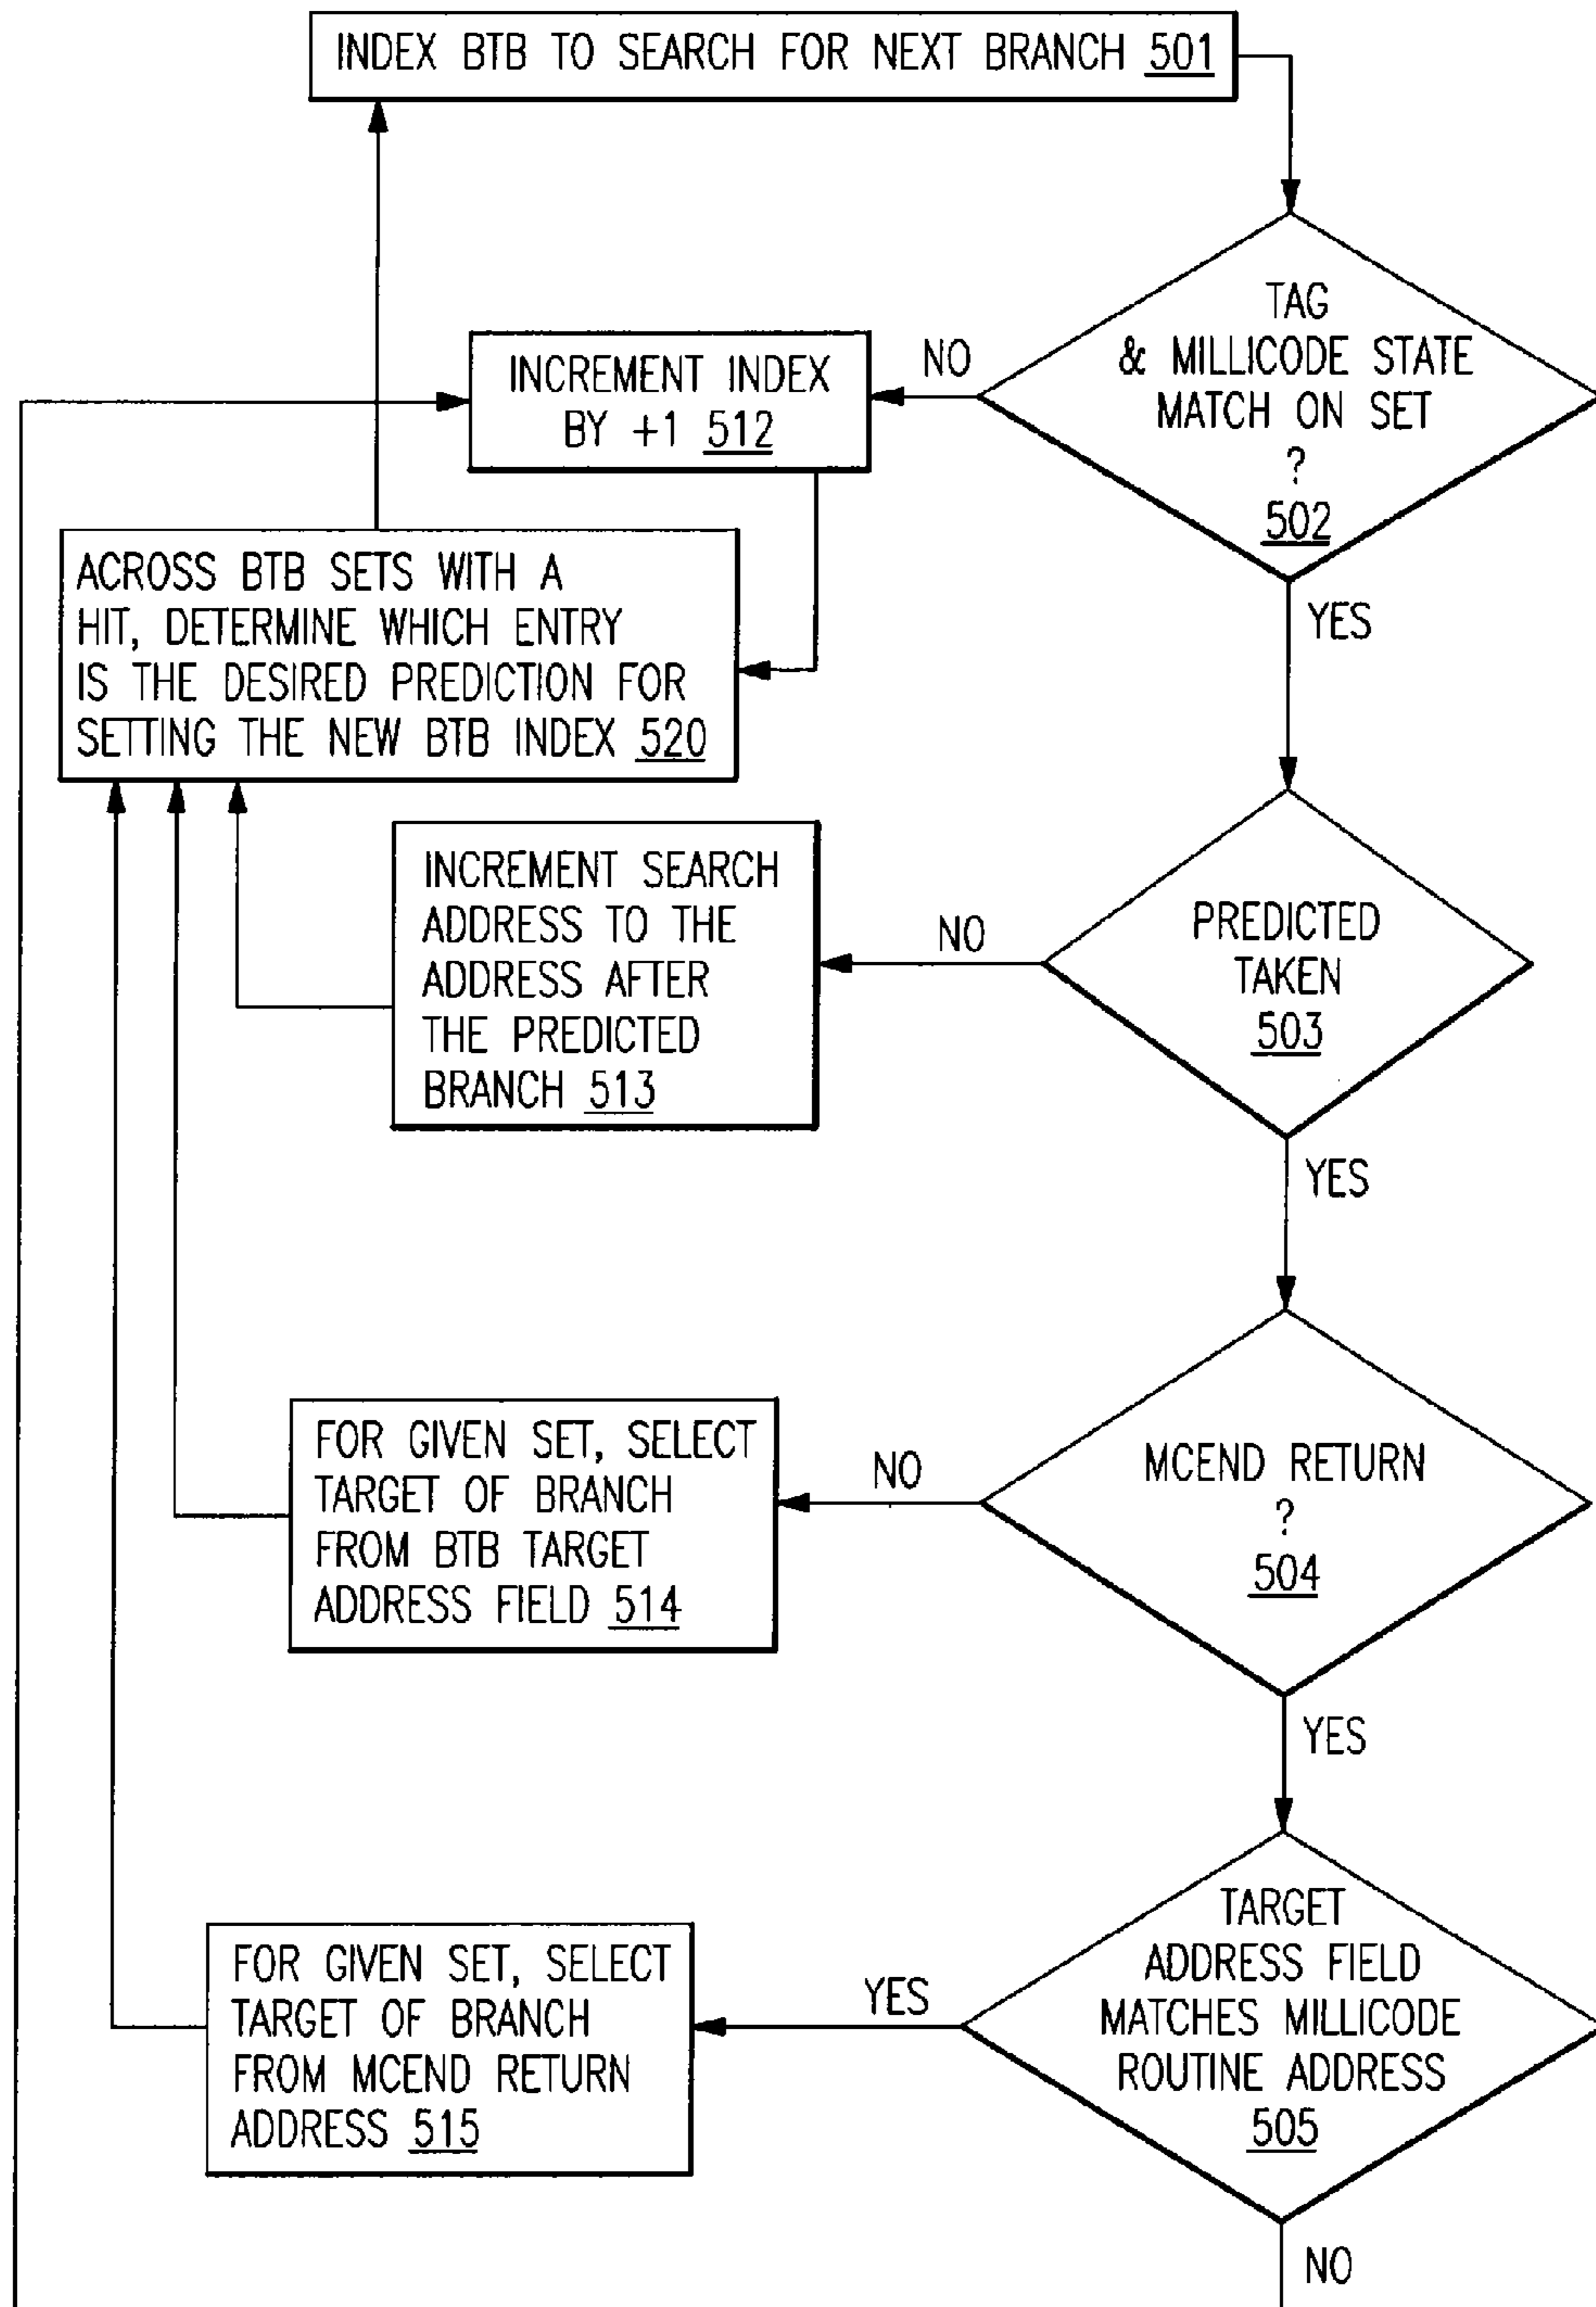 INDEX BTB TO SEARCH FOR NEXT BRANCH 501
TAG
& MILLICODE STATE
MATCH ON SET
?
502
NO
INCREMENT INDEX
BY +1 512
YES
ACROSS BTB SETS WITH A
HIT, DETERMINE WHICH ENTRY
IS THE DESIRED PREDICTION FOR
SETTING THE NEW BTB INDEX 520
PREDICTED
TAKEN
503
NO
INCREMENT SEARCH
ADDRESS TO THE
ADDRESS AFTER
THE PREDICTED
BRANCH 513
YES
MCEND RETURN
?
504
NO
FOR GIVEN SET, SELECT
TARGET OF BRANCH
FROM BTB TARGET
ADDRESS FIELD 514
YES
TARGET
ADDRESS FIELD
MATCHES MILLICODE
ROUTINE ADDRESS
505
YES
FOR GIVEN SET, SELECT
TARGET OF BRANCH
FROM MCEND RETURN
ADDRESS 515
NO